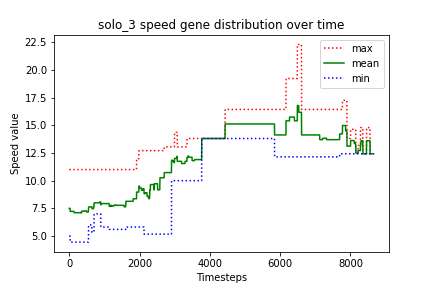 solo_3 speed gene distribution over time
22.5
20.0
17.5
15.0
12.5
10.0
7.5
5.0
Speed value
max
mean
min
0
2000
4000
6000
8000
Timesteps